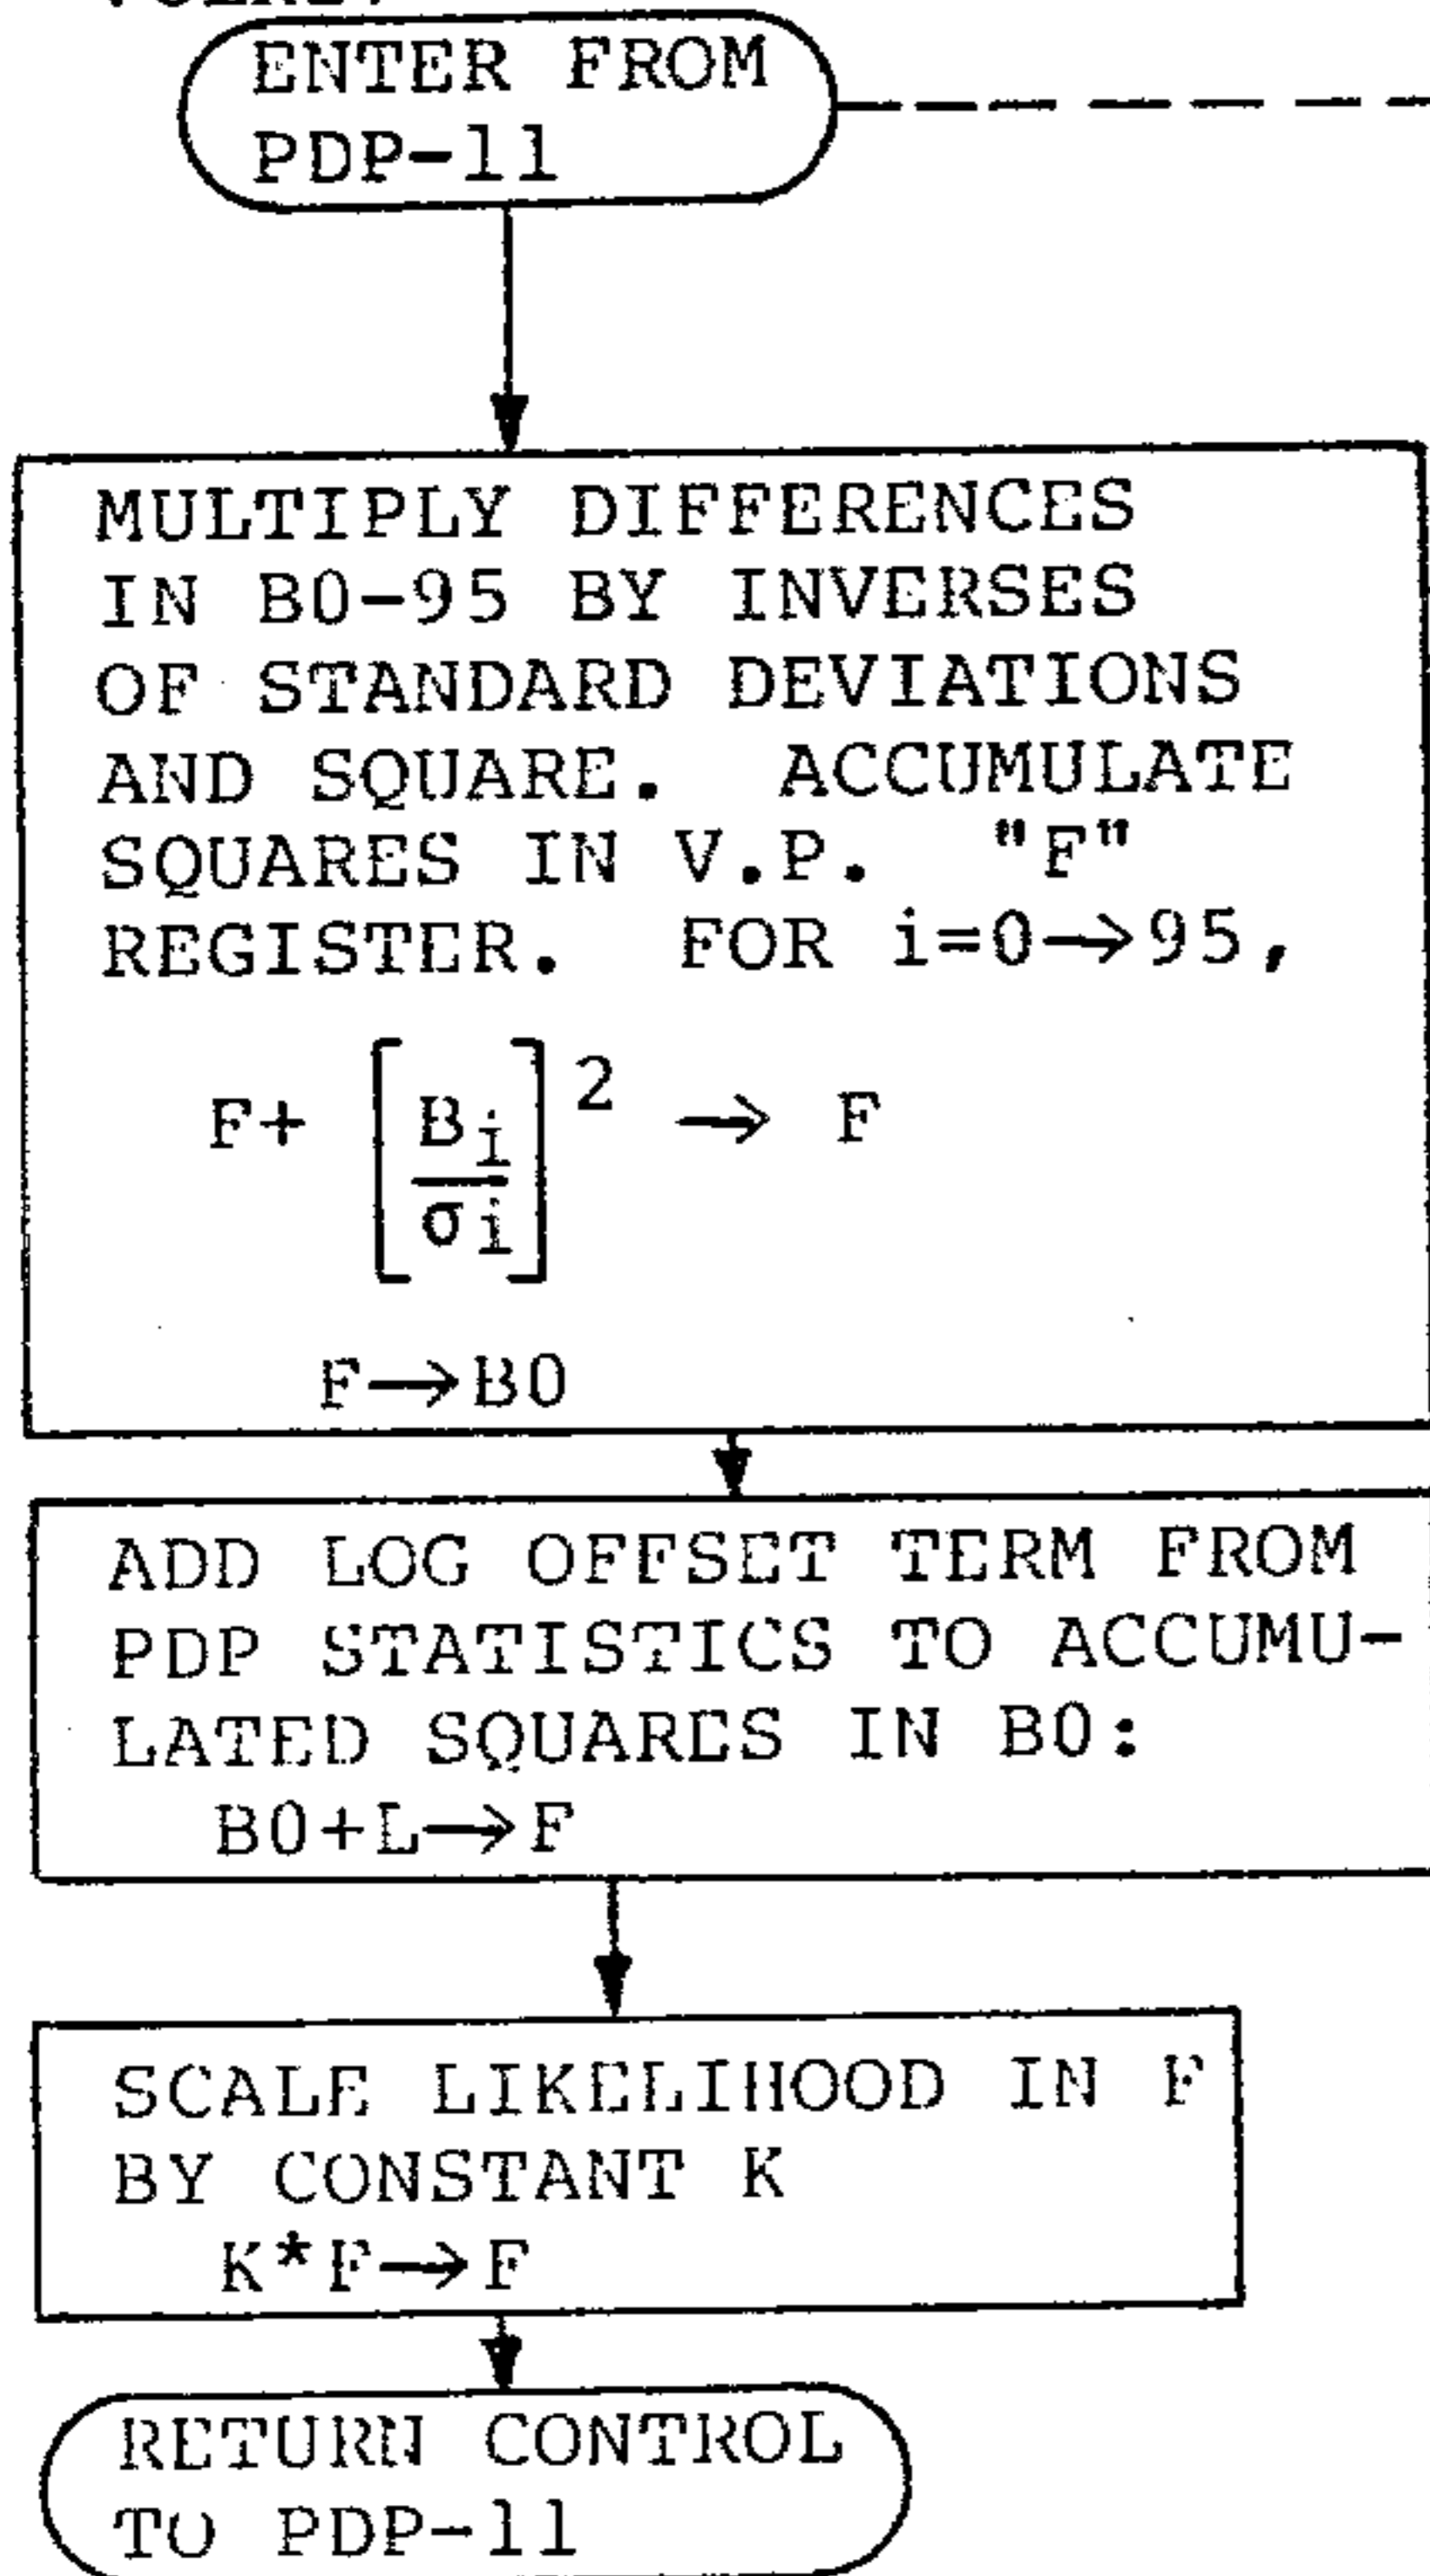 ENTER FROM
PDP-11
MULTIPLY DIFFERENCES
IN B0-95 BY INVERSES
OF STANDARD DEVIATIONS
AND SQUARE. ACCUMULATE
SQUARES IN V.P. "F"
REGISTER. FOR i=0→95,
F+ [Bi/σi]² → F
F→B0
ADD LOG OFFSET TERM FROM
PDP STATISTICS TO ACCUMU-
LATED SQUARES IN B0:
B0+L→F
SCALE LIKELIHOOD IN F
BY CONSTANT K
K*F→F
RETURN CONTROL
TO PDP-11